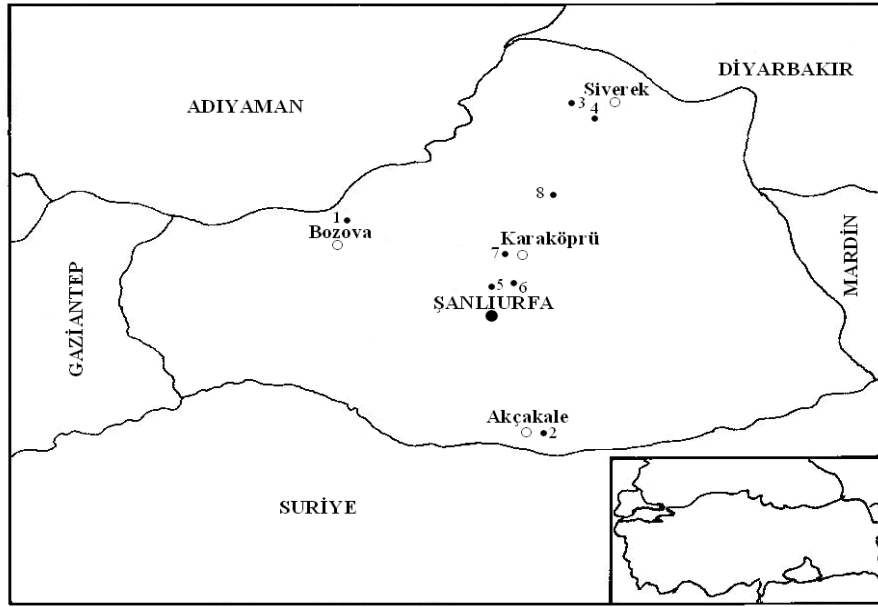 DİYARBAKIR
ADIYAMAN
Siverek
3
4
8
1
Bozova
Karaköprü
7
5
6
ŞANLIURFA
GAZİANTEP
MARDİN
Akçakale
2
SURİYE